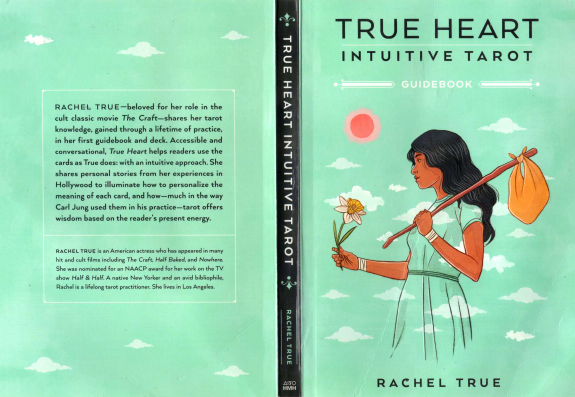 RACHEL TRUE—beloved for her role in the
cult classic movie The Craft—shares her tarot
knowledge, gained through a lifetime of practice,
in her first guidebook and deck. Accessible and
conversational, True Heart helps readers use the
cards as True does: with an intuitive approach. She
shares personal stories from her experiences in
Hollywood to illuminate how to personalize the
meaning of each card, and how—much in the way
Carl Jung used them in his practice—tarot offers
wisdom based on the reader's present energy.
RACHEL TRUE is an American actress who has appeared in many
hit and cult films including The Craft, Half Baked, and Nowhere.
She was nominated for an NAACP award for her work on the TV
show Half & Half. A native New Yorker and an avid bibliophile,
Rachel is a lifelong tarot practitioner. She lives in Los Angeles.
TRUE HEART INTUITIVE TAROT
RACHEL TRUE
HMH
TRUE HEART
INTUITIVE TAROT
GUIDEBOOK
RACHEL TRUE